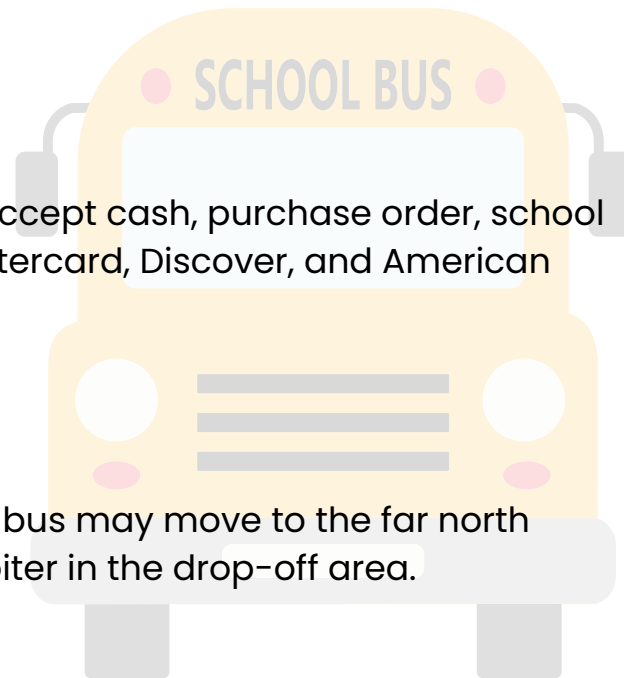 SCHOOL BUS
ccept cash, purchase order, school
tercard, Discover, and American
bus may move to the far north
iter in the drop-off area.